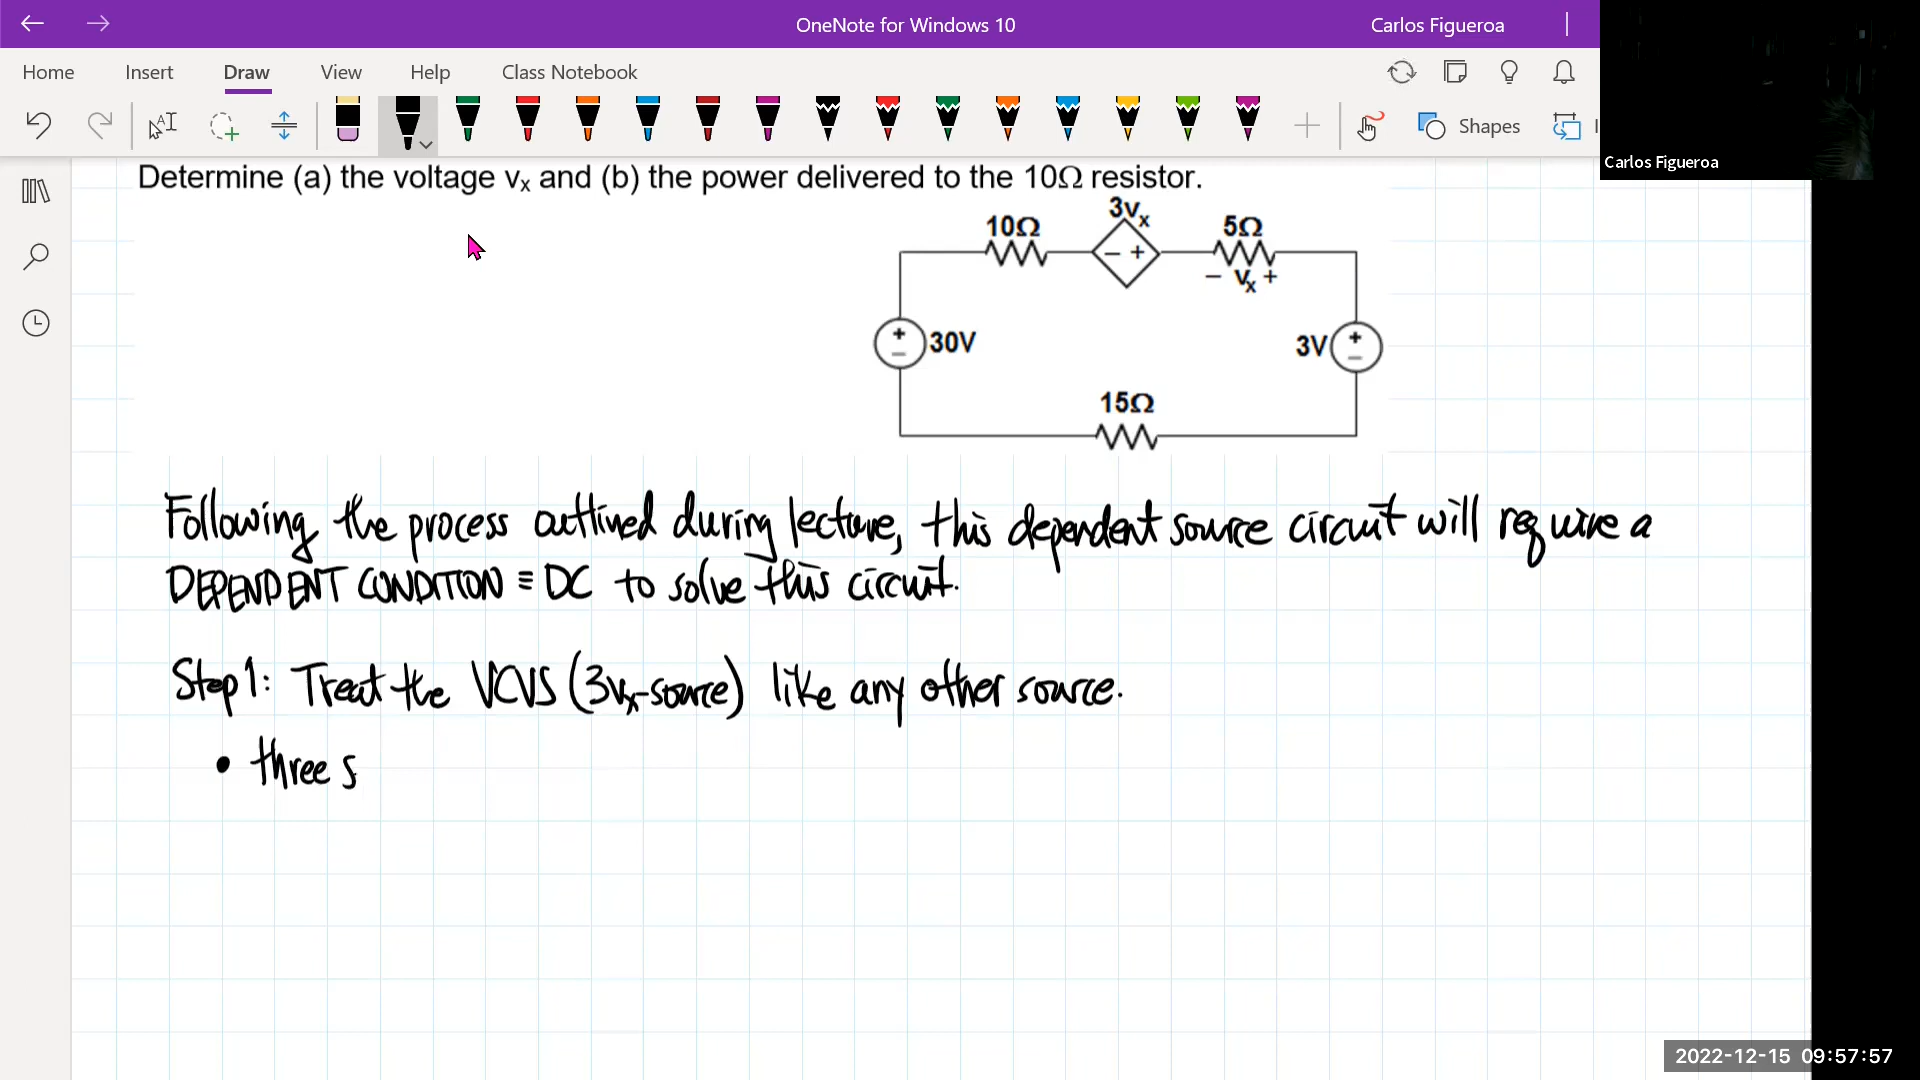 OneNote for Windows 10
Carlos Figueroa
Home Insert Draw View Help Class Notebook
Shapes
Carlos Figueroa
Determine (a) the voltage vx and (b) the power delivered to the 10Ω resistor.
3vx
10Ω
5Ω
− +
− Vx +
+
−
30V
3V
+
−
15Ω
Following the process outlined during lecture, this dependent source circuit will require a
DEPENDENT CONDITION ≡ DC to solve this circuit.
Step 1: Treat the VCVS (3vx-source) like any other source.
• three s
2022-12-15 09:57:57